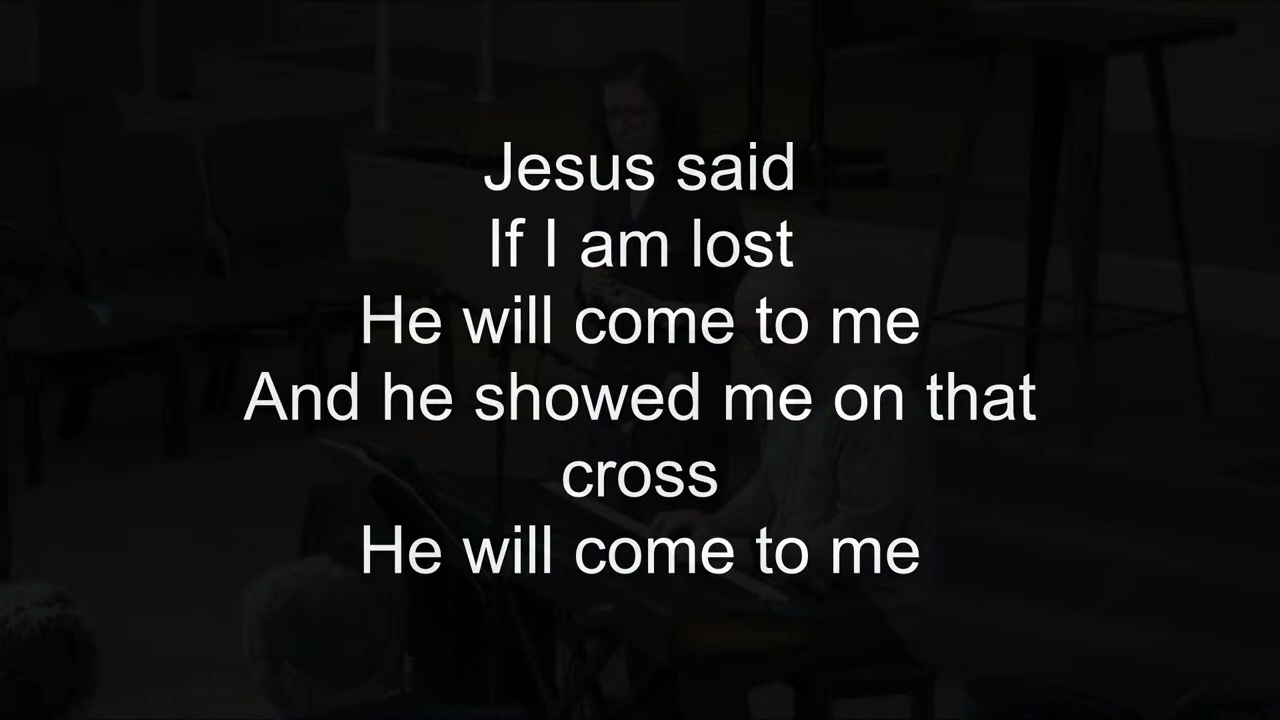 Jesus said
If I am lost
He will come to me
And he showed me on that
cross
He will come to me